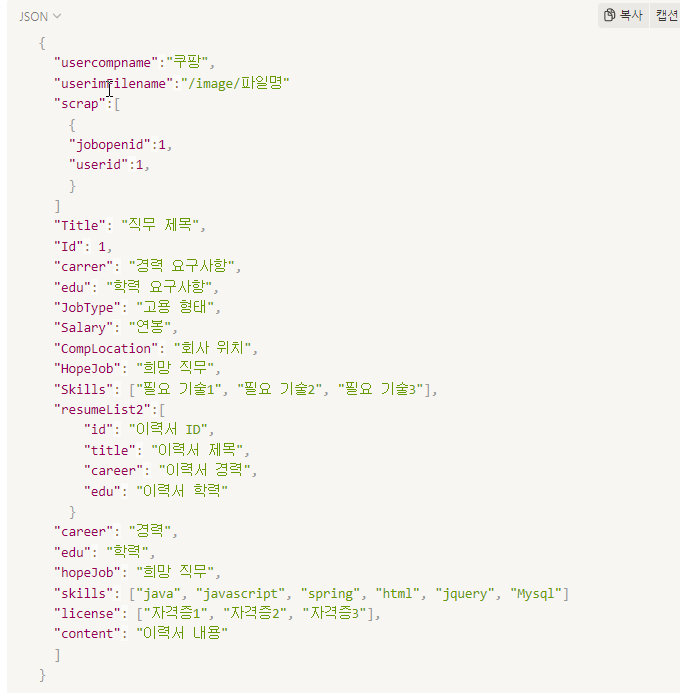 JSON
복사
캡션
{
"usercompname":"쿠팡",
"userimfilename":"/image/파일명"
"scrap":[
{
"jobopenid":1,
"userid":1,
}
]
"Title": "직무 제목",
"Id": 1,
"carrer": "경력 요구사항",
"edu": "학력 요구사항",
"JobType": "고용 형태",
"Salary": "연봉",
"CompLocation": "회사 위치",
"HopeJob": "희망 직무",
"Skills": ["필요 기술1", "필요 기술2", "필요 기술3"],
"resumeList2":[
"id": "이력서 ID",
"title": "이력서 제목",
"career": "이력서 경력",
"edu": "이력서 학력"
}
"career": "경력",
"edu": "학력",
"hopeJob": "희망 직무",
"skills": ["java", "javascript", "spring", "html", "jquery", "Mysql"]
"license": ["자격증1", "자격증2", "자격증3"],
"content": "이력서 내용"
]
}